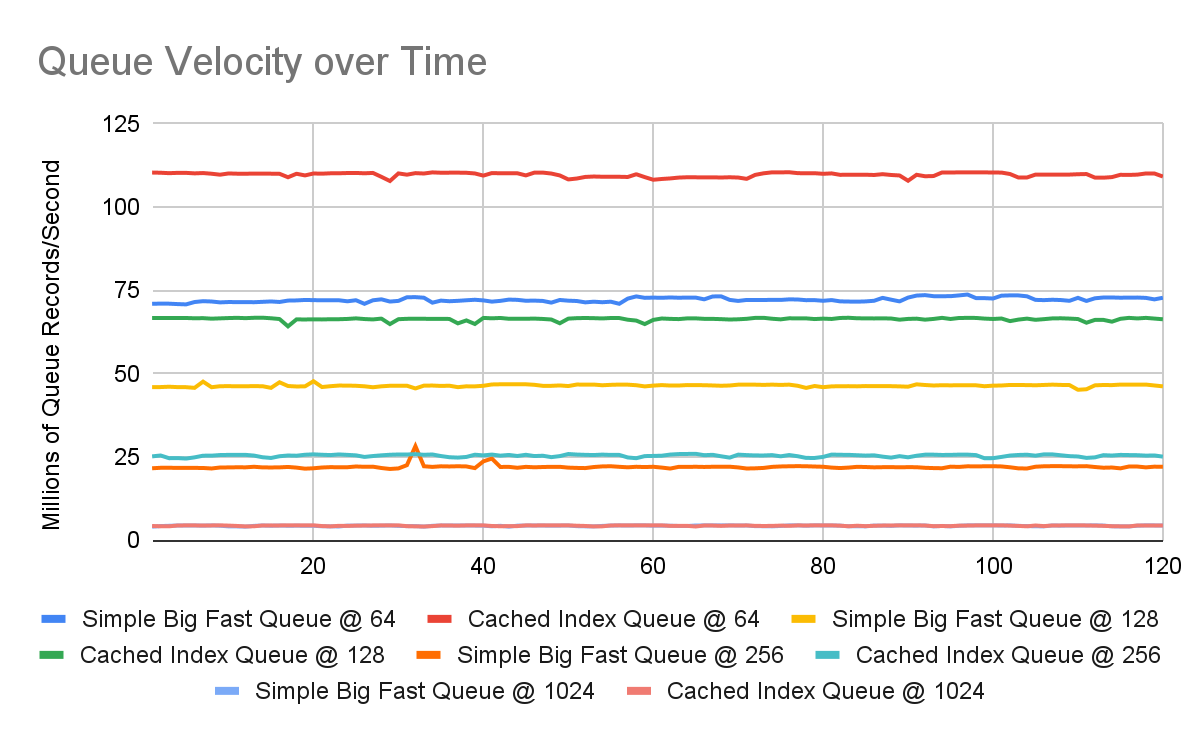 Queue Velocity over Time
Millions of Queue Records/Second
125
100
75
50
25
0
20 40 60 80 100 120
Simple Big Fast Queue @ 64 Cached Index Queue @ 64 Simple Big Fast Queue @ 128
Cached Index Queue @ 128 Simple Big Fast Queue @ 256 Cached Index Queue @ 256
Simple Big Fast Queue @ 1024 Cached Index Queue @ 1024